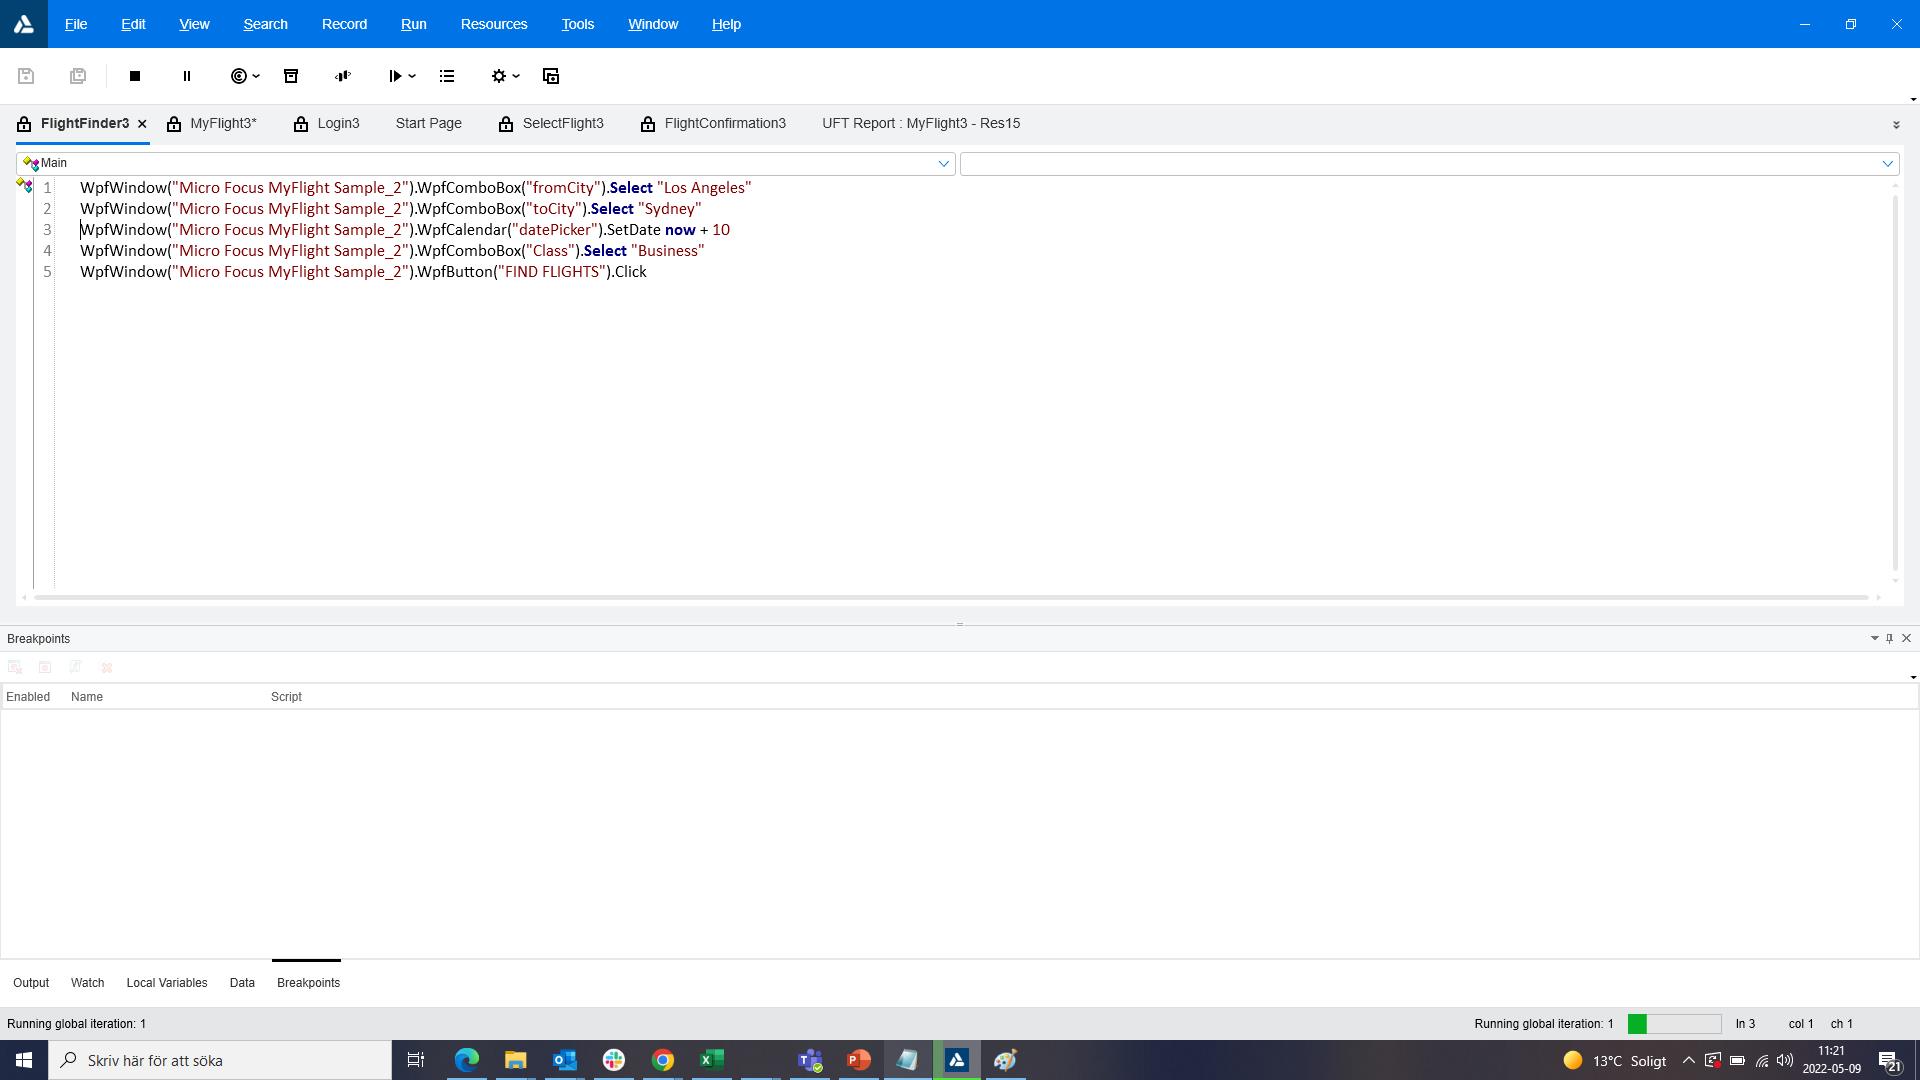 File Edit View Search Record Run Resources Tools Window Help
FlightFinder3 MyFlight3* Login3 Start Page SelectFlight3 FlightConfirmation3 UFT Report : MyFlight3 - Res15
Main
1 WpfWindow("Micro Focus MyFlight Sample_2").WpfComboBox("fromCity").Select "Los Angeles"
2 WpfWindow("Micro Focus MyFlight Sample_2").WpfComboBox("toCity").Select "Sydney"
3 WpfWindow("Micro Focus MyFlight Sample_2").WpfCalendar("datePicker").SetDate now + 10
4 WpfWindow("Micro Focus MyFlight Sample_2").WpfComboBox("Class").Select "Business"
5 WpfWindow("Micro Focus MyFlight Sample_2").WpfButton("FIND FLIGHTS").Click
Breakpoints
Enabled Name Script
Output Watch Local Variables Data Breakpoints
Running global iteration: 1 Running global iteration: 1 ln 3 col 1 ch 1
Skriv här för att söka 13°C Soligt 11:21
2022-05-09 21